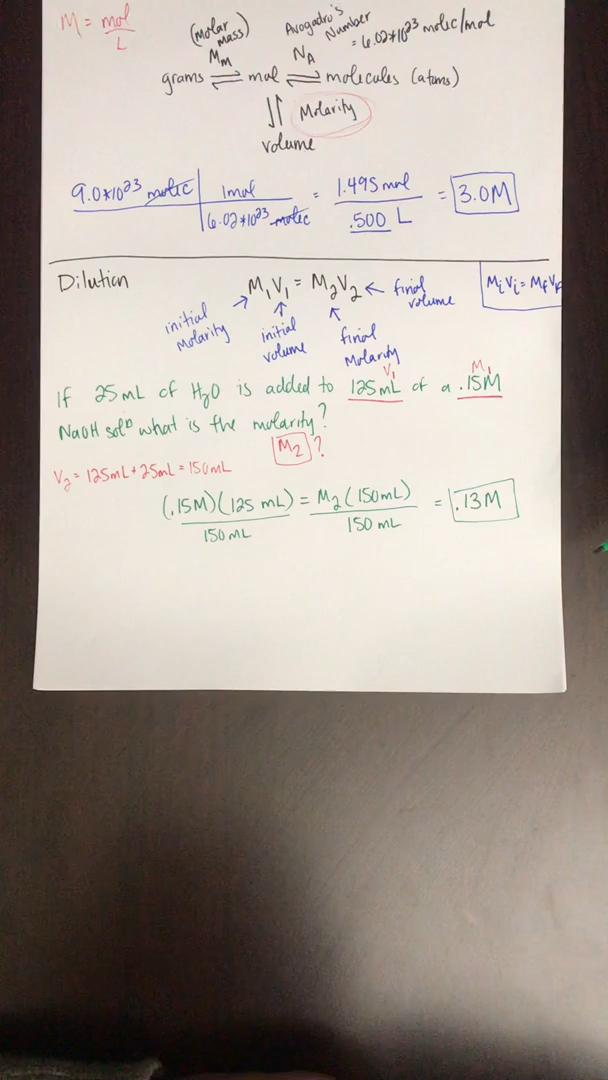 M = mol/L
(molar mass)
Avogadro's Number = 6.02*10^23 molec/mol
Mm
NA
grams ⇌ mol ⇌ molecules (atoms)
⇅ Molarity
volume
9.0*10^23 molec | 1mol / 6.02*10^23 molec = 1.495 mol / .500 L = 3.0M
Dilution
M₁V₁ = M₂V₂ ← final volume
MiVi = MfVf
initial Molarity
initial volume
final Molarity
V₁
M₁
If 25mL of H₂O is added to 125mL of a .15M
NaOH solⁿ what is the molarity?
M₂ ?
V₂ = 125mL + 25mL = 150mL
(.15M)(125 mL) / 150 mL = M₂(150mL) / 150 mL = .13M